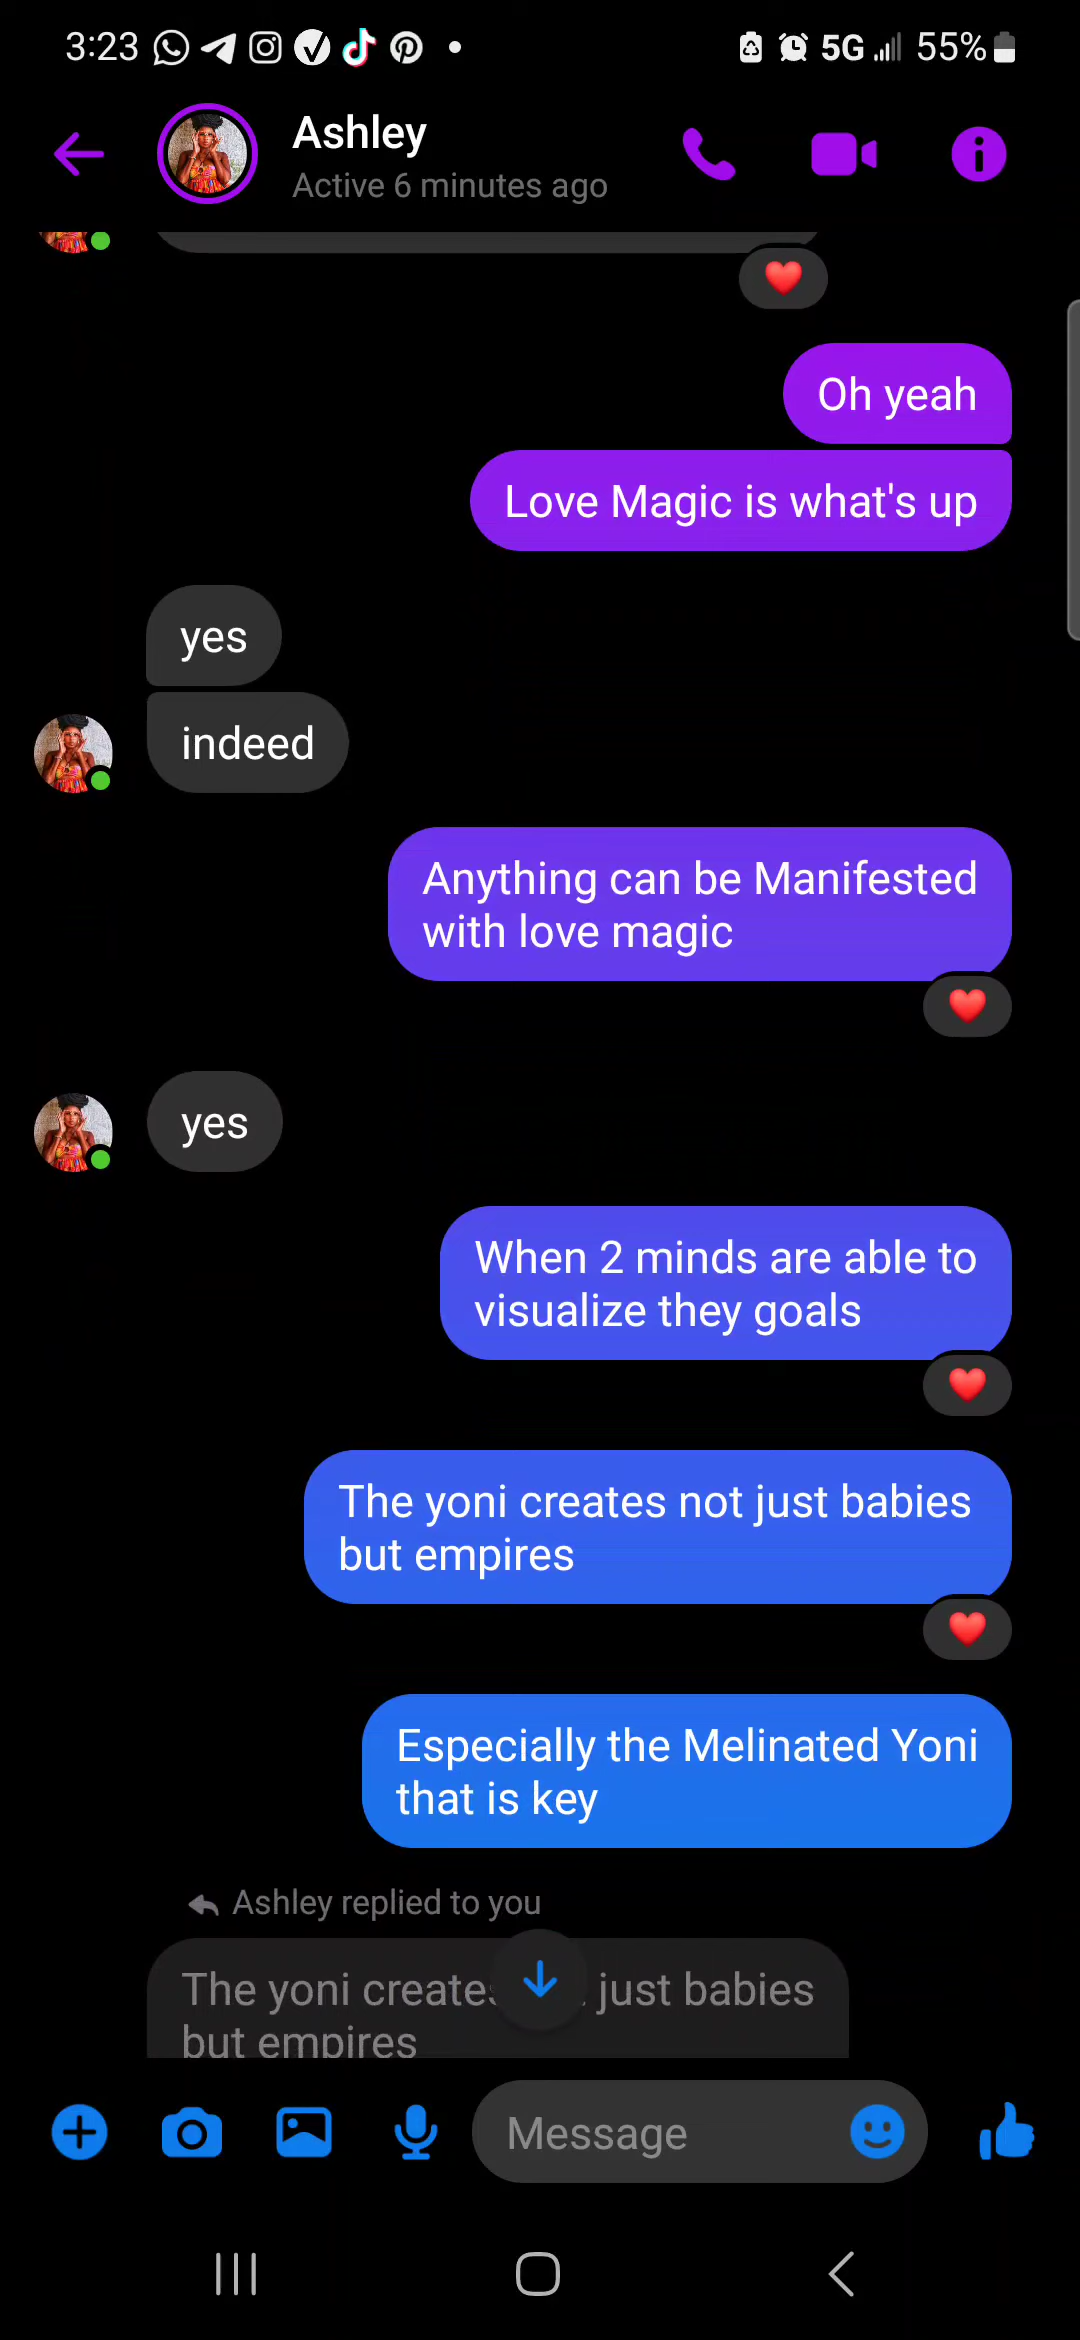 3:23
5G
55%
Ashley
Active 6 minutes ago
Oh yeah
Love Magic is what's up
yes
indeed
Anything can be Manifested
with love magic
yes
When 2 minds are able to
visualize they goals
The yoni creates not just babies
but empires
Especially the Melinated Yoni
that is key
Ashley replied to you
The yoni creates just babies
but empires
Message